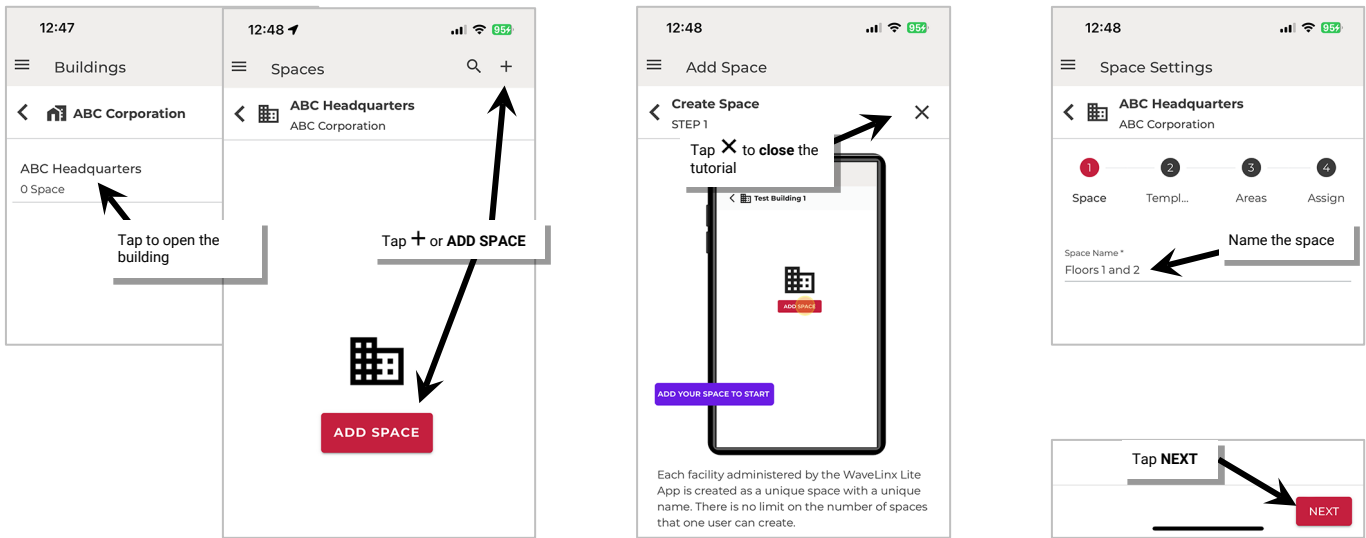 12:47
Buildings
ABC Corporation
ABC Headquarters
0 Space
Tap to open the
building
12:48
95
Spaces
ABC Headquarters
ABC Corporation
Tap + or ADD SPACE
ADD SPACE
12:48
95
Add Space
Create Space
STEP 1
Tap X to close the
tutorial
Test Building 1
ADD SPACE
ADD YOUR SPACE TO START
Each facility administered by the WaveLinx Lite
App is created as a unique space with a unique
name. There is no limit on the number of spaces
that one user can create.
12:48
95
Space Settings
ABC Headquarters
ABC Corporation
1 2 3 4
Space Templ... Areas Assign
Name the space
Space Name *
Floors 1 and 2
Tap NEXT
NEXT